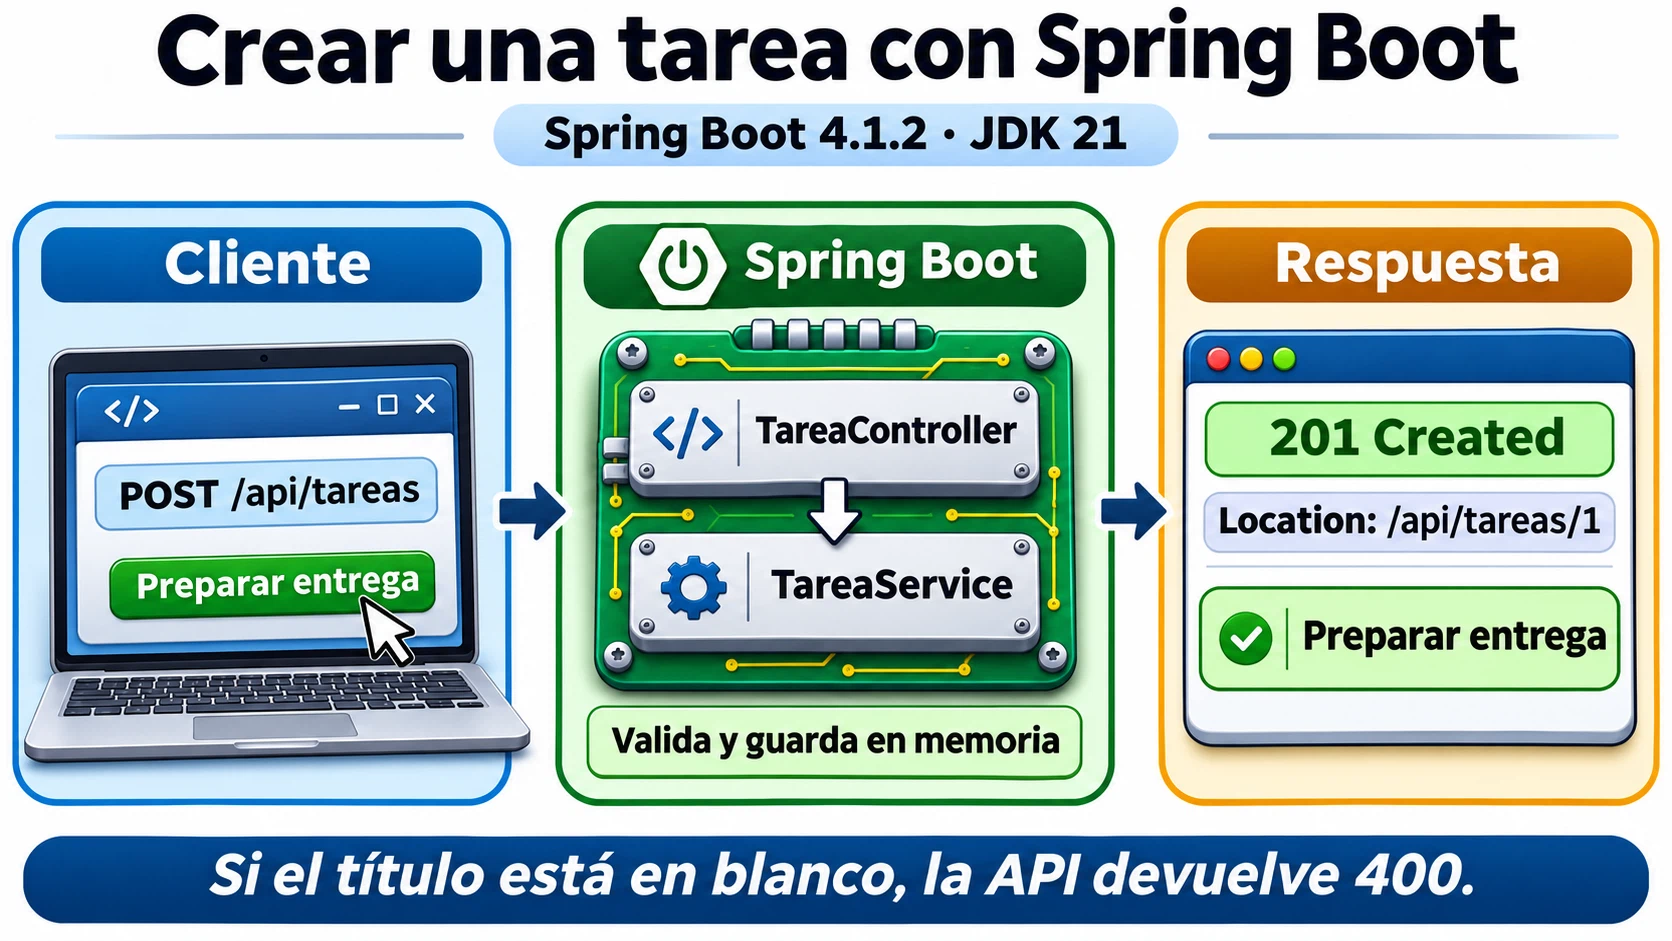 Crear una tarea con Spring Boot
Spring Boot 4.1.2 · JDK 21
Cliente
</>
POST /api/tareas
Preparar entrega
Spring Boot
</> TareaController
TareaService
Valida y guarda en memoria
Respuesta
201 Created
Location: /api/tareas/1
Preparar entrega
Si el título está en blanco, la API devuelve 400.